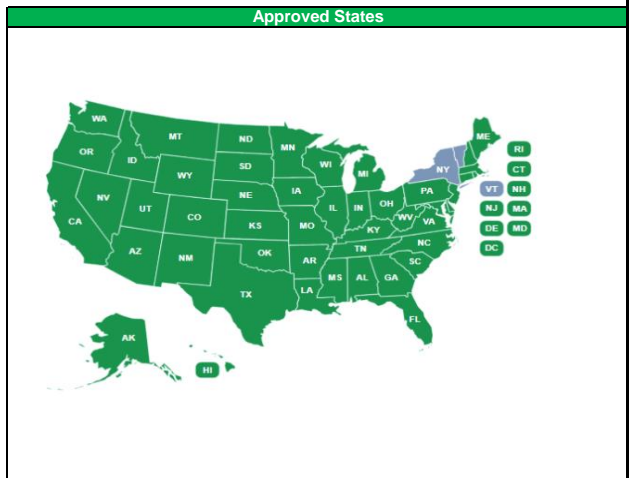 Approved States
WA
MT
ND
MN
ME
RI
OR
ID
SD
WI
MI
NY
CT
WY
VT
NH
NV
NE
IA
PA
UT
CO
IL
IN
OH
NJ
MA
CA
KS
MO
KY
WV
VA
DE
MD
AZ
NM
OK
AR
TN
NC
DC
MS
AL
GA
SC
TX
LA
FL
AK
HI